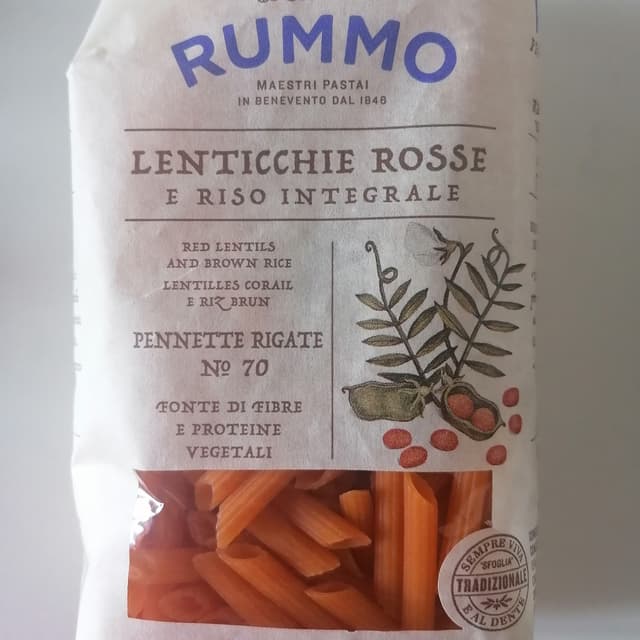 RUMMO
MAESTRI PASTAI
IN BENEVENTO DAL 1846
LENTICCHIE ROSSE
E RISO INTEGRALE
RED LENTILS
AND BROWN RICE
LENTILLES CORAIL
E RIZ BRUN
PENNETTE RIGATE
Nº 70
FONTE DI FIBRE
E PROTEINE
VEGETALI
SEMPRE VIVA
"SFOGLIA"
TRADIZIONALE
E AL DENTE